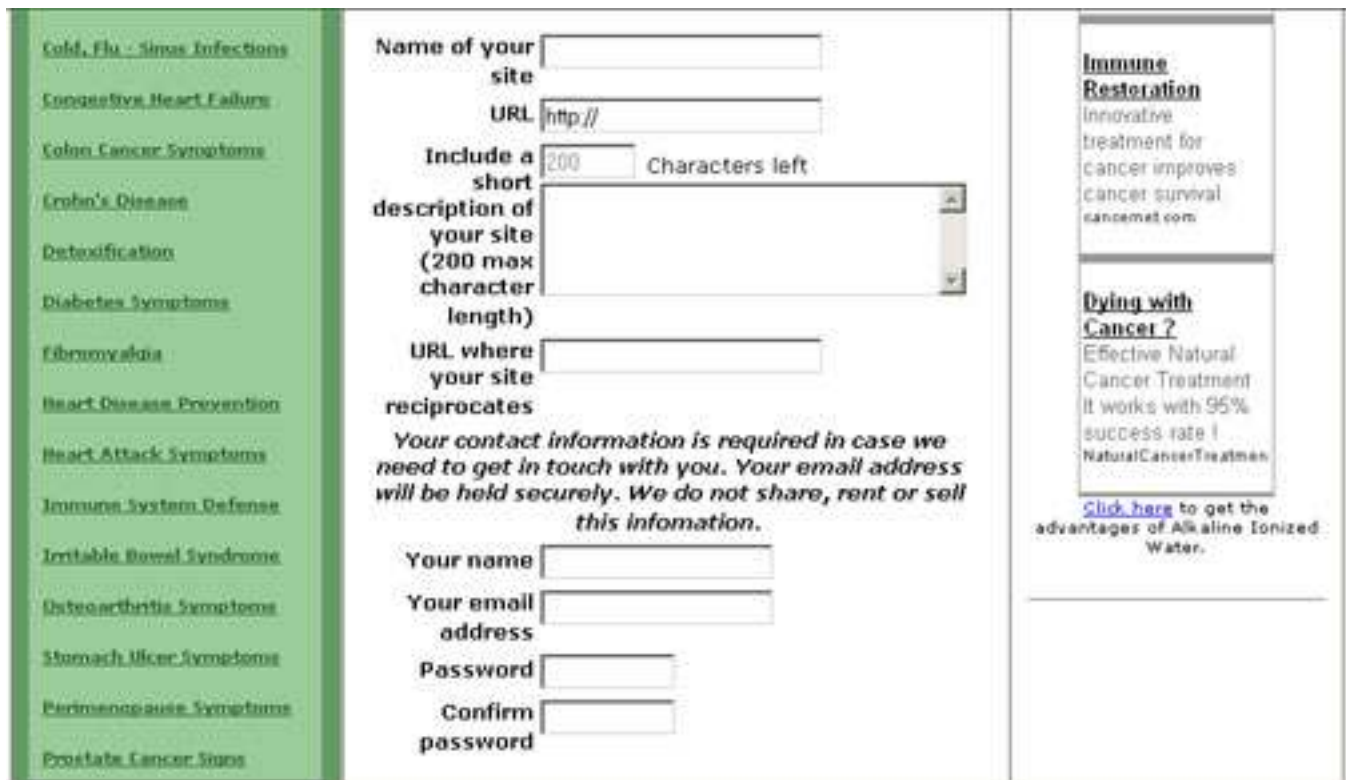 Cold, Flu - Sinus Infections
Congestive Heart Failure
Colon Cancer Symptoms
Crohn's Disease
Detoxification
Diabetes Symptoms
Fibromyalgia
Heart Disease Prevention
Heart Attack Symptoms
Immune System Defense
Irritable Bowel Syndrome
Osteoarthritis Symptoms
Stomach Ulcer Symptoms
Perimenopause Symptoms
Prostate Cancer Signs
Name of your
site
URL http://
Include a 200 Characters left
short
description of
your site
(200 max
character
length)
URL where
your site
reciprocates
Your contact information is required in case we
need to get in touch with you. Your email address
will be held securely. We do not share, rent or sell
this infomation.
Your name
Your email
address
Password
Confirm
password
Immune
Restoration
Innovative
treatment for
cancer improves
cancer survival
cancernet.com
Dying with
Cancer ?
Effective Natural
Cancer Treatment
It works with 95%
success rate !
NaturalCancerTreatmen
Click here to get the
advantages of Alkaline Ionized
Water.